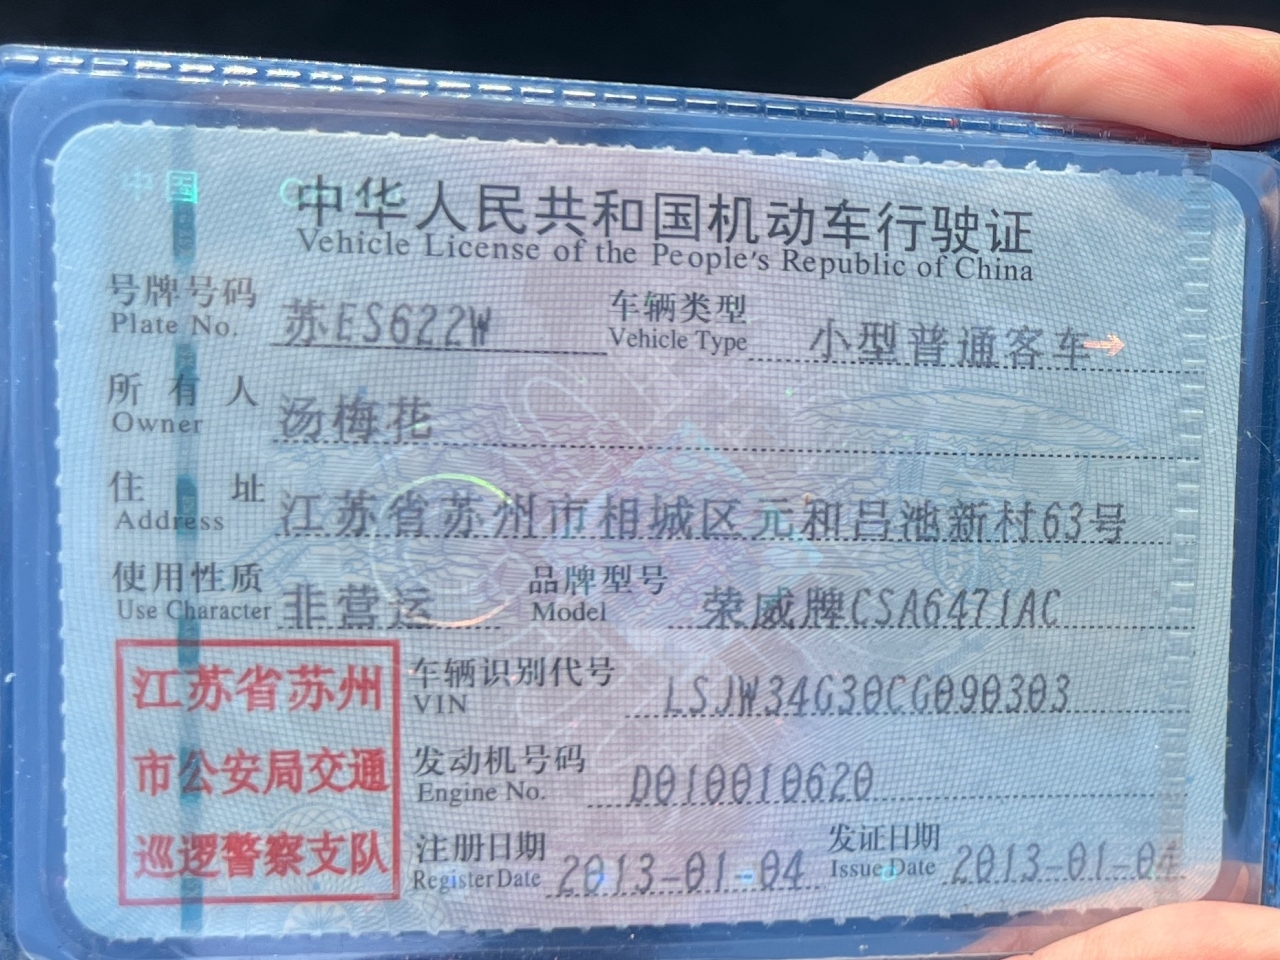 中国
中华人民共和国机动车行驶证
Vehicle License of the People's Republic of China
号牌号码 苏ES622W 车辆类型 小型普通客车
Plate No. Vehicle Type
所有人 汤梅花
Owner
住址 江苏省苏州市相城区元和吕池新村63号
Address
使用性质 非营运 品牌型号 荣威牌CSA6471AC
Use Character Model
江苏省苏州
市公安局交通
巡逻警察支队
车辆识别代号 LSJW34G30CG090303
VIN
发动机号码 D010010620
Engine No.
注册日期 2013-01-04 发证日期 2013-01-04
Register Date Issue Date